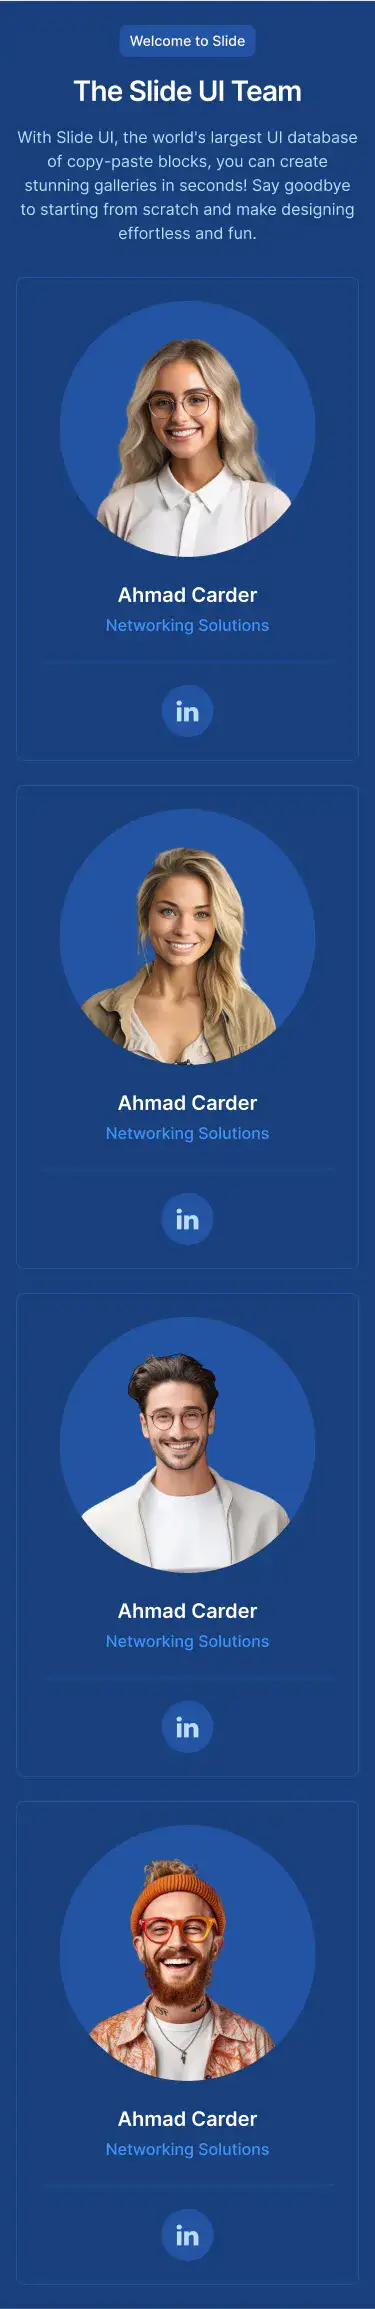 Welcome to Slide
The Slide UI Team
With Slide UI, the world's largest UI database
of copy-paste blocks, you can create
stunning galleries in seconds! Say goodbye
to starting from scratch and make designing
effortless and fun.
Ahmad Carder
Networking Solutions
in
Ahmad Carder
Networking Solutions
in
Ahmad Carder
Networking Solutions
in
Ahmad Carder
Networking Solutions
in